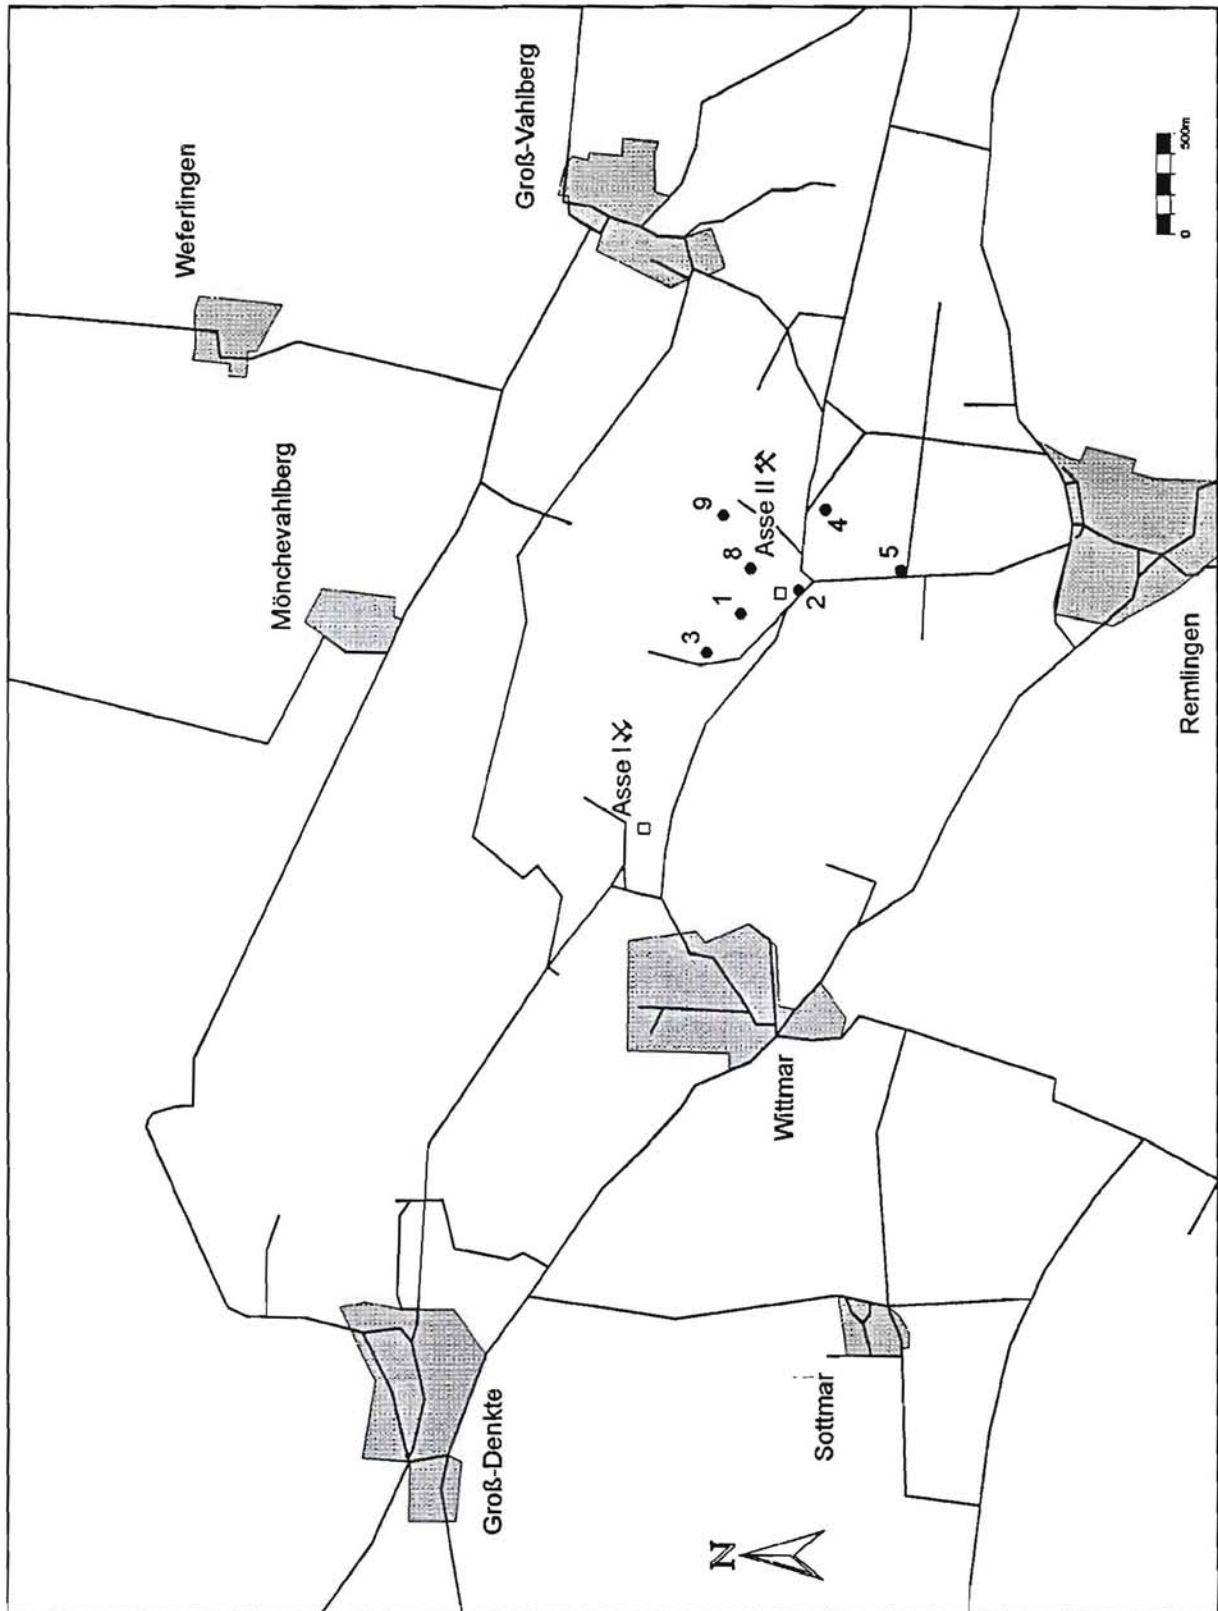 Weferlingen
Groß-Vahlberg
Mönchevahlberg
Asse I
9
8
1
3
Asse II
2
4
5
Groß-Denkte
Wittmar
Sottmar
Remlingen
N
0
500m